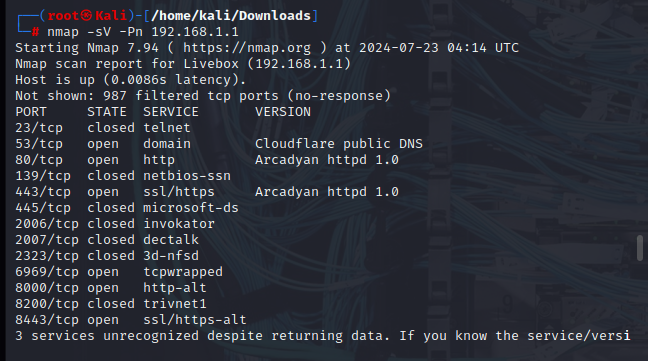 ┌──(root㉿Kali)-[/home/kali/Downloads]
└─# nmap -sV -Pn 192.168.1.1
Starting Nmap 7.94 ( https://nmap.org ) at 2024-07-23 04:14 UTC
Nmap scan report for Livebox (192.168.1.1)
Host is up (0.0086s latency).
Not shown: 987 filtered tcp ports (no-response)
PORT     STATE  SERVICE       VERSION
23/tcp   closed telnet
53/tcp   open   domain        Cloudflare public DNS
80/tcp   open   http          Arcadyan httpd 1.0
139/tcp  closed netbios-ssn
443/tcp  open   ssl/https     Arcadyan httpd 1.0
445/tcp  closed microsoft-ds
2006/tcp closed invokator
2007/tcp closed dectalk
2323/tcp closed 3d-nfsd
6969/tcp open   tcpwrapped
8000/tcp open   http-alt
8200/tcp closed trivnet1
8443/tcp open   ssl/https-alt
3 services unrecognized despite returning data. If you know the service/versi